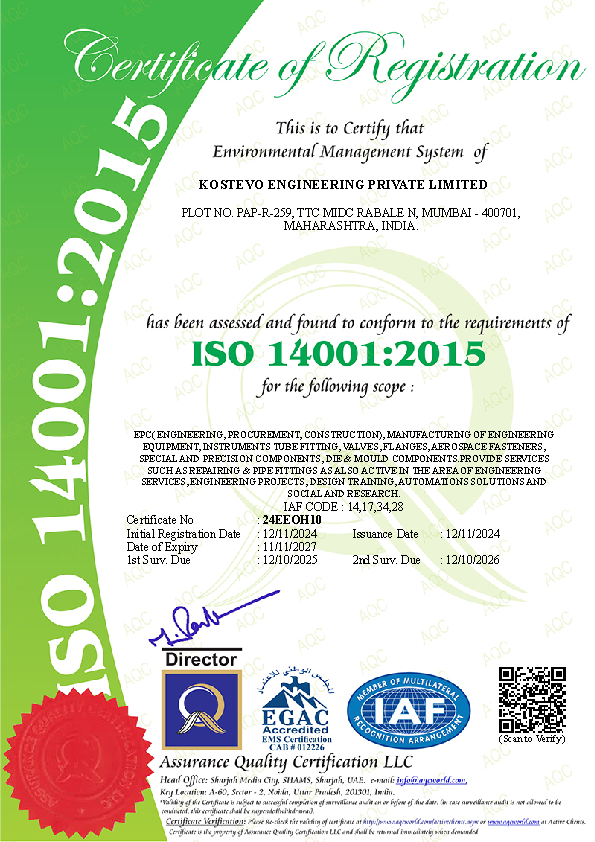 Certificate of Registration
ISO 14001:2015
This is to Certify that
Environmental Management System of
KOSTEVO ENGINEERING PRIVATE LIMITED
PLOT NO. PAP-R-259, TTC MIDC RABALE N, MUMBAI - 400701,
MAHARASHTRA, INDIA.
has been assessed and found to conform to the requirements of
ISO 14001:2015
for the following scope :
EPC( ENGINEERING, PROCUREMENT, CONSTRUCTION), MANUFACTURING OF ENGINEERING
EQUIPMENT, INSTRUMENTS TUBE FITTING, VALVES, FLANGES, AEROSPACE FASTENERS,
SPECIAL AND PRECISION COMPONENTS, DIE & MOULD COMPONENTS.PROVIDE SERVICES
SUCH AS REPAIRING & PIPE FITTINGS AS ALSO ACTIVE IN THE AREA OF ENGINEERING
SERVICES, ENGINEERING PROJECTS, DESIGN TRAINING, AUTOMATIONS SOLUTIONS AND
SOCIAL AND RESEARCH.
IAF CODE : 14,17,34,28
Certificate No : 24EEOH10
Initial Registration Date : 12/11/2024 Issuance Date : 12/11/2024
Date of Expiry : 11/11/2027
1st Surv. Due : 12/10/2025 2nd Surv. Due : 12/10/2026
Director
EGAC
Accredited
EMS Certification
CAB # 012226
MEMBER OF MULTILATERAL
IAF
RECOGNITION ARRANGEMENT
(Scan to Verify)
Assurance Quality Certification LLC
Head Office: Sharjah Media City, SHAMS, Sharjah, UAE. e-mail: info@aqcworld.com,
Key Location: A-60, Sector - 2, Noida, Uttar Pradesh, 201301, India.
*Validity of the Certificate is subject to successful completion of surveillance audit on or before of due date. (In case surveillance audit is not allowed to be
conducted, this certificate shall be suspended/withdrawal).
Certificate Verification: Please Re-check the validity of certificate at http://www.aqcworld.com/activeclients.aspx or www.aqcworld.com at Active Clients.
Certificate is the property of Assurance Quality Certification LLC and shall be returned immediately when demanded